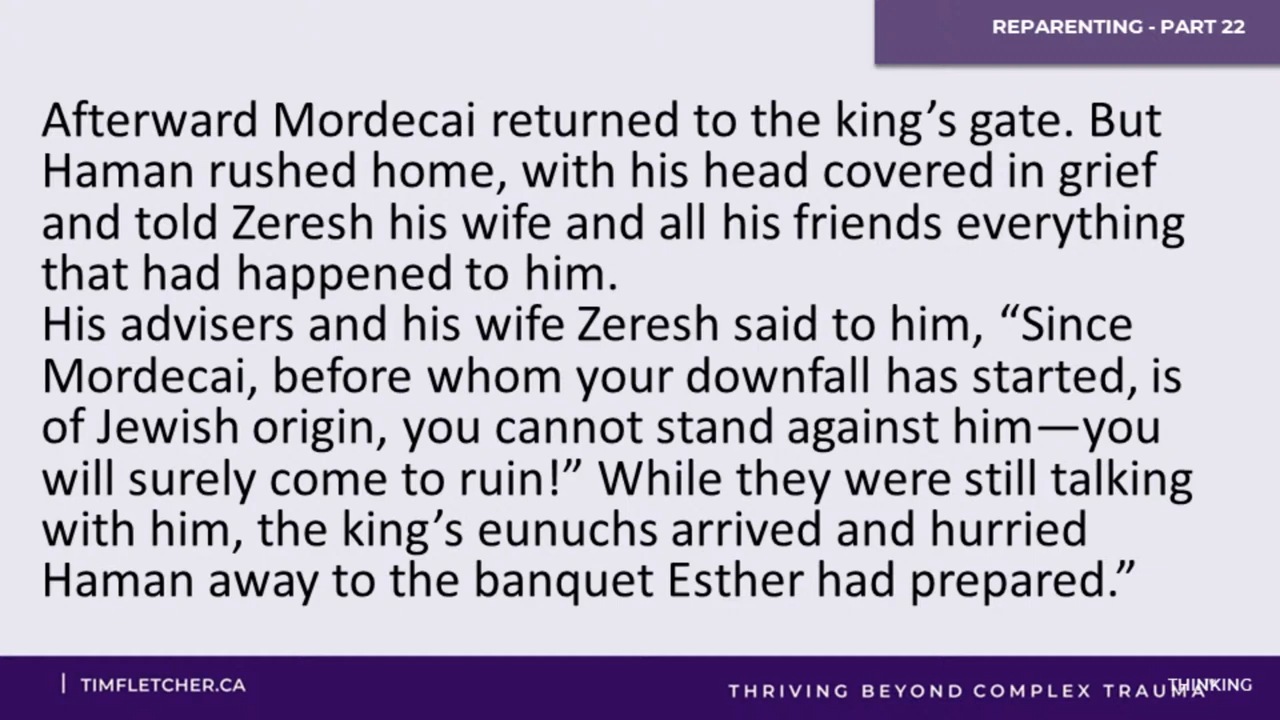 REPARENTING - PART 22
Afterward Mordecai returned to the king’s gate. But
Haman rushed home, with his head covered in grief
and told Zeresh his wife and all his friends everything
that had happened to him.
His advisers and his wife Zeresh said to him, “Since
Mordecai, before whom your downfall has started, is
of Jewish origin, you cannot stand against him—you
will surely come to ruin!” While they were still talking
with him, the king’s eunuchs arrived and hurried
Haman away to the banquet Esther had prepared.”
| TIMFLETCHER.CA
THRIVING BEYOND COMPLEX TRAUMA
THINKING